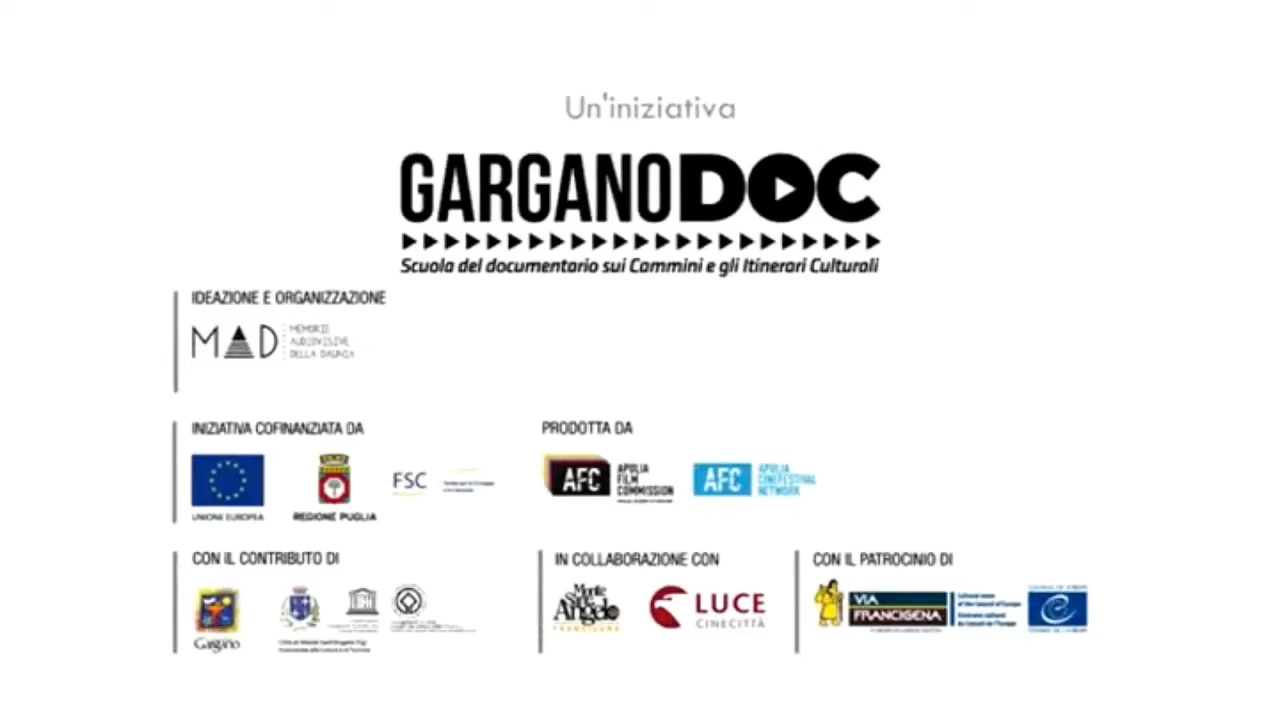 Un'iniziativa
GARGANODOC
Scuola del documentario sui Cammini e gli Itinerari Culturali
IDEAZIONE E ORGANIZZAZIONE
MAD
MEMORIE
AUDIOVISIVE
DELLA DAUNIA
INIZIATIVA COFINANZIATA DA
UNIONE EUROPEA
REGIONE PUGLIA
FSC
PRODOTTA DA
AFC
APULIA
FILM
COMMISSION
AFC
APULIA
CINEFESTIVAL
NETWORK
CON IL CONTRIBUTO DI
Gargano
IN COLLABORAZIONE CON
Monte
Sant'Angelo
FRANCIGENA
LUCE
CINECITTÀ
CON IL PATROCINIO DI
VIA
FRANCIGENA